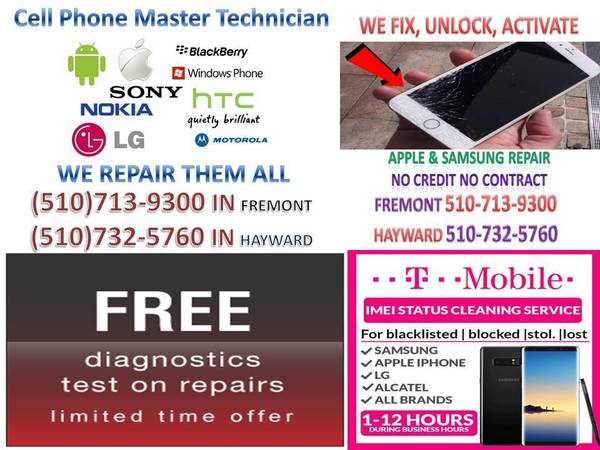 Cell Phone Master Technician
BlackBerry
Windows Phone
SONY
NOKIA
htc
quietly brilliant
LG
MOTOROLA
WE REPAIR THEM ALL
(510)713-9300 IN FREMONT
(510)732-5760 IN HAYWARD
WE FIX, UNLOCK, ACTIVATE
APPLE & SAMSUNG REPAIR
NO CREDIT NO CONTRACT
FREMONT 510-713-9300
HAYWARD 510-732-5760
FREE
diagnostics
test on repairs
limited time offer
T Mobile
IMEI STATUS CLEANING SERVICE
For blacklisted | blocked |stol. |lost
SAMSUNG
APPLE IPHONE
LG
ALCATEL
ALL BRANDS
1-12 HOURS
DURING BUSINESS HOURS